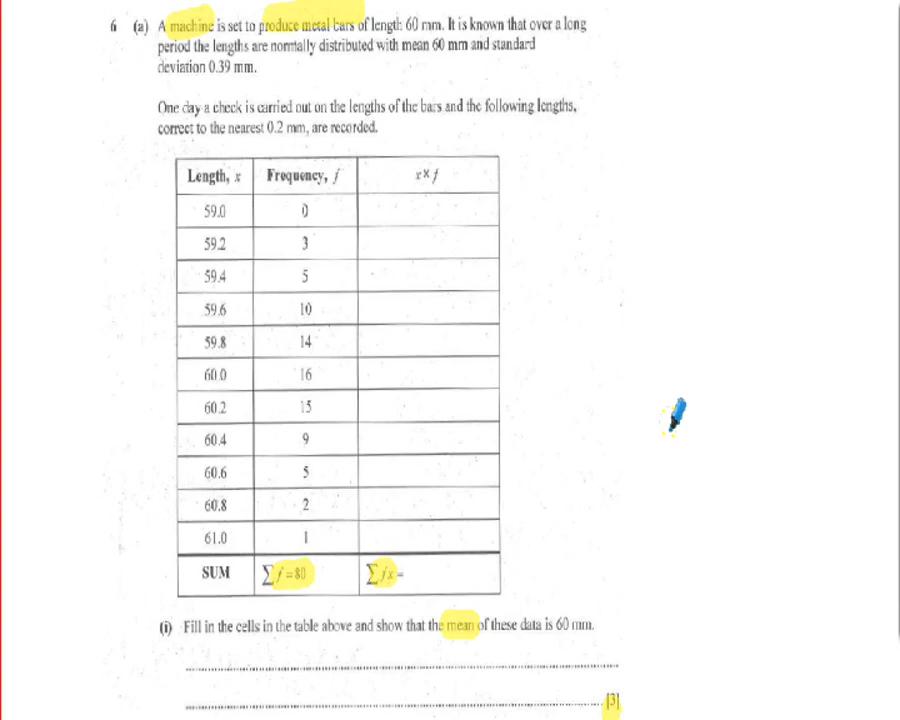 6 (a) A machine is set to produce metal bars of length 60 mm. It is known that over a long
period the lengths are normally distributed with mean 60 mm and standard
deviation 0.39 mm.
One day a check is carried out on the lengths of the bars and the following lengths,
correct to the nearest 0.2 mm, are recorded.
Length, x Frequency, f x × f
59.0 0
59.2 3
59.4 5
59.6 10
59.8 14
60.0 16
60.2 15
60.4 9
60.6 5
60.8 2
61.0 1
SUM ∑ f = 80 ∑ fx =
(i) Fill in the cells in the table above and show that the mean of these data is 60 mm.
[3]